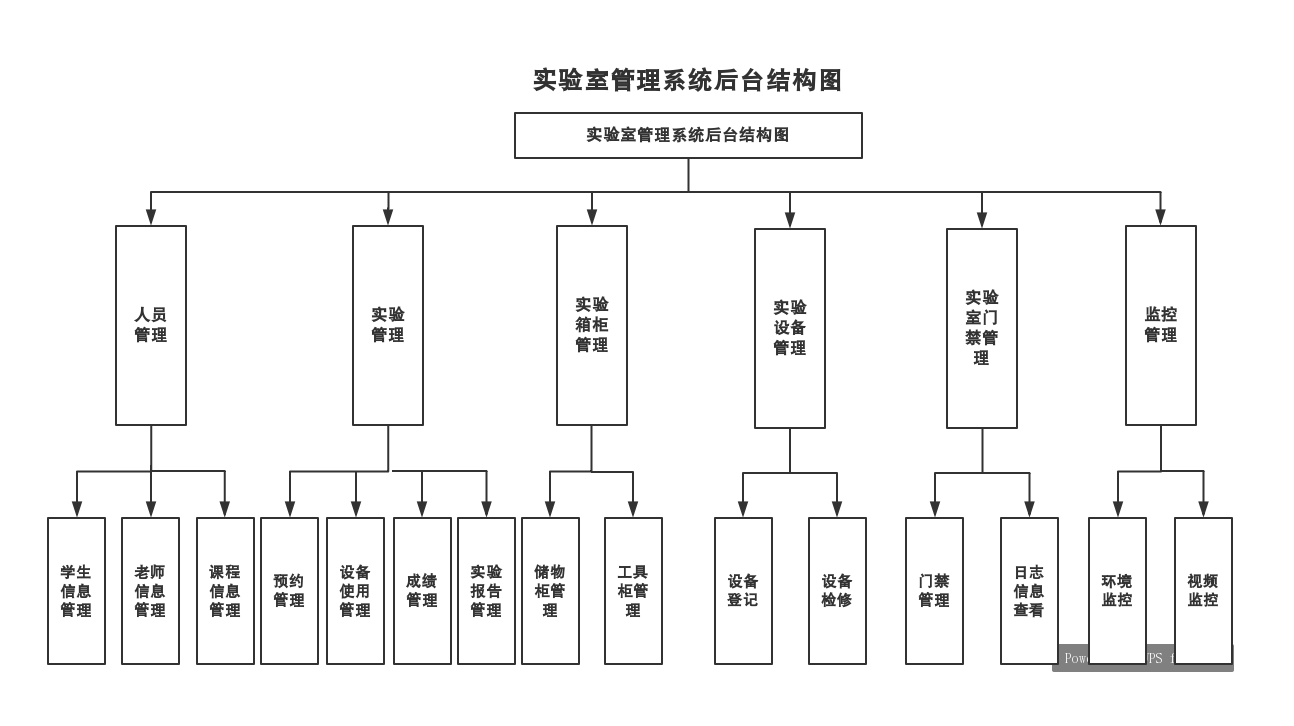 实验室管理系统后台结构图
实验室管理系统后台结构图
人员
管理
实验
管理
实验
箱柜
管理
实验
设备
管理
实验
室门
禁管
理
监控
管理
学生
信息
管理
老师
信息
管理
课程
信息
管理
预约
管理
设备
使用
管理
成绩
管理
实验
报告
管理
储物
柜管
理
工具
柜管
理
设备
登记
设备
检修
门禁
管理
日志
信息
查看
环境
监控
视频
监控